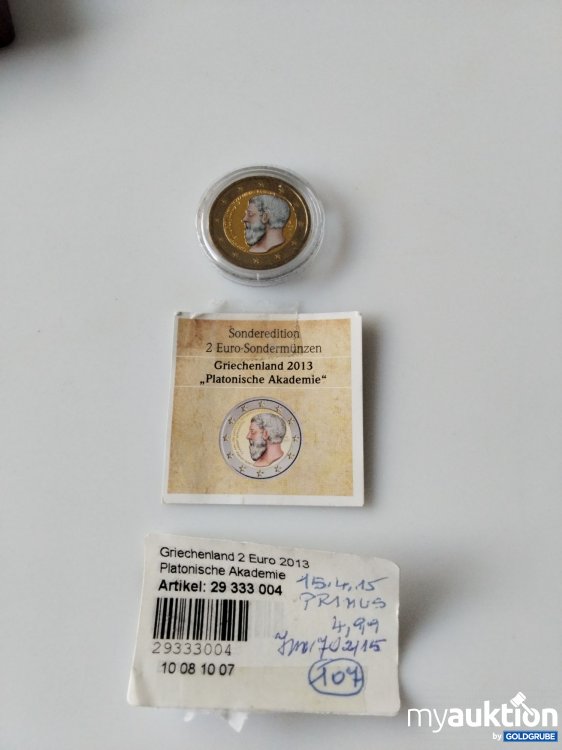 Sonderedition
2 Euro-Sondermünzen
Griechenland 2013
„Platonische Akademie“
Griechenland 2 Euro 2013
Platonische Akademie
Artikel: 29 333 004
29333004
10 08 10 07
15.4.15
PRIMUS
4,99
107
myauktion
by GOLDGRUBE